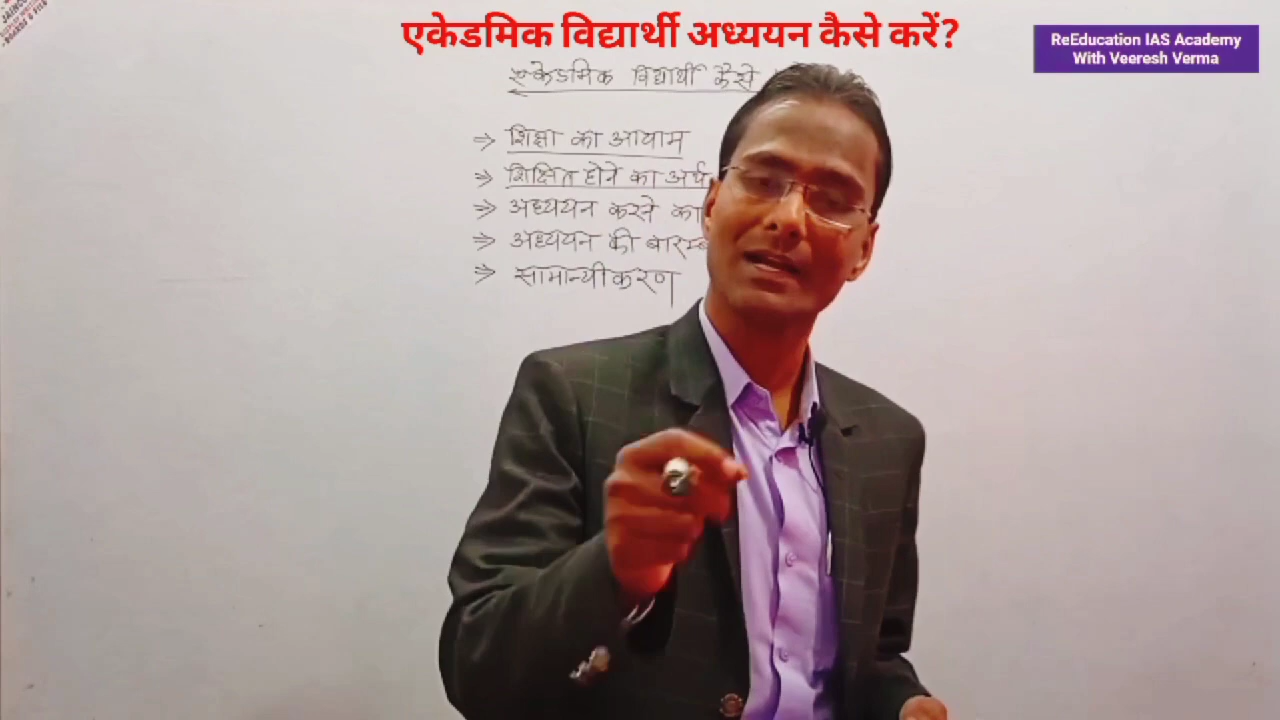 एकेडमिक विद्यार्थी अध्ययन कैसे करें?
ReEducation IAS Academy
With Veeresh Verma
एकेडमिक विद्यार्थी कैसे
⇒ शिक्षा का आयाम
⇒ शिक्षित होने का अर्थ
⇒ अध्ययन करने का
⇒ अध्ययन की
⇒ सामान्यीकरण